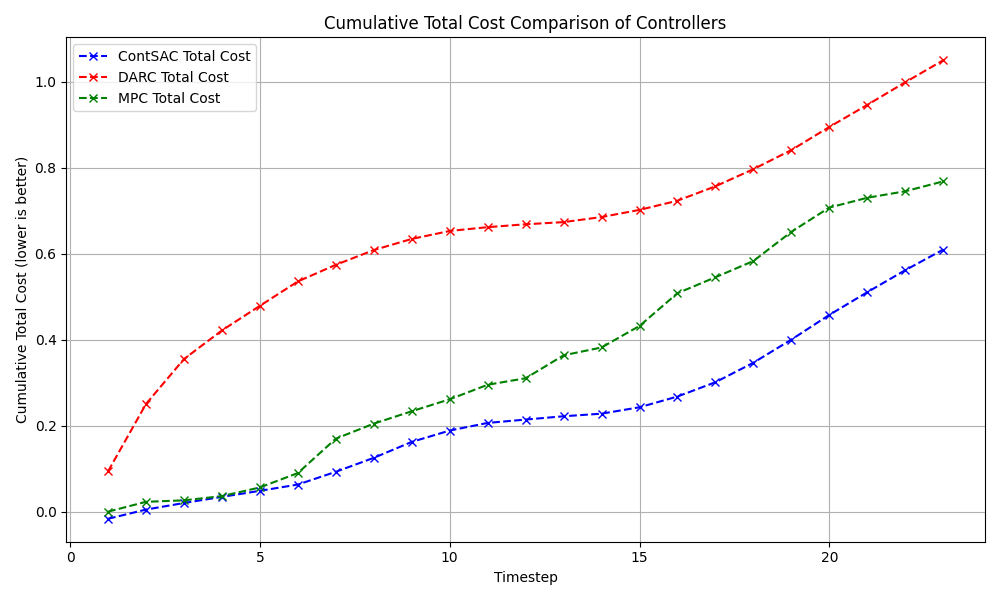 Cumulative Total Cost Comparison of Controllers
ContSAC Total Cost
DARC Total Cost
MPC Total Cost
Cumulative Total Cost (lower is better)
1.0
0.8
0.6
0.4
0.2
0.0
0
5
10
15
20
Timestep